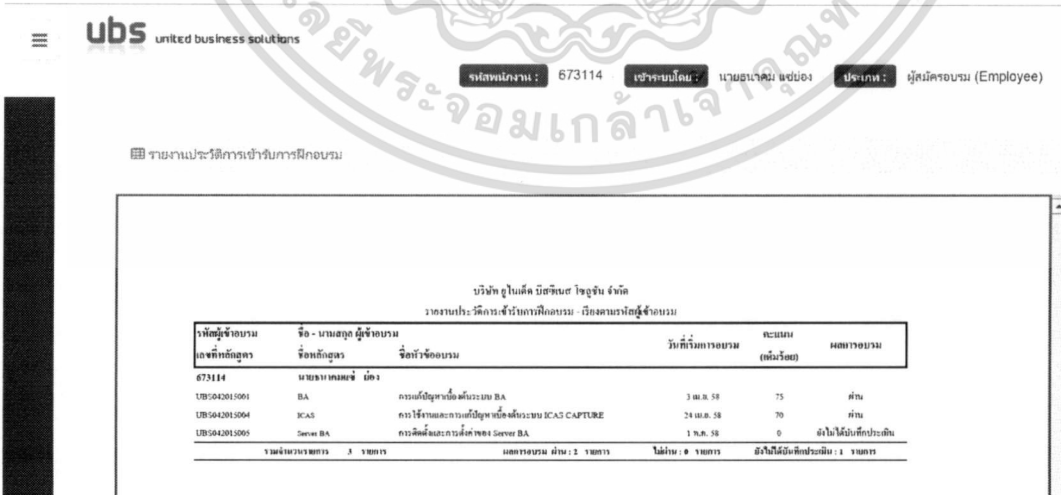 ubs united business solutions
รหัสพนักงาน : 673114 เข้าระบบโดย : นายธนาคม แซ่บ่อง ประเภท : ผู้สมัครอบรม (Employee)
พระจอมเกล้าเจ้าคุณท
รายงานประวัติการเข้ารับการฝึกอบรม
บริษัท ยูไนเต็ด บิสซิเนส โซลูชัน จำกัด
รายงานประวัติการเข้ารับการฝึกอบรม - เรียงตามรหัสผู้เข้าอบรม
รหัสผู้เข้าอบรม ชื่อ - นามสกุล ผู้เข้าอบรม วันที่เริ่มการอบรม คะแนน ผลการอบรม
เลขที่หลักสูตร ชื่อหลักสูตร ชื่อหัวข้ออบรม (เต็มร้อย)
673114
UBS042015001 BA การแก้ปัญหาเบื้องต้นระบบ BA 3 เม.ย. 58 75 ผ่าน
UBS042015004 ICAS การใช้งานและการแก้ปัญหาเบื้องต้นระบบ ICAS CAPTURE 24 เม.ย. 58 70 ผ่าน
UBS042015005 Server BA การติดตั้งและการตั้งค่าของ Server BA 1 พ.ค. 58 0 ยังไม่ได้บันทึกประเมิน
รวมจำนวนรายการ 3 รายการ ผลการอบรม ผ่าน : 2 รายการ ไม่ผ่าน : 0 รายการ ยังไม่ได้บันทึกประเมิน : 1 รายการ